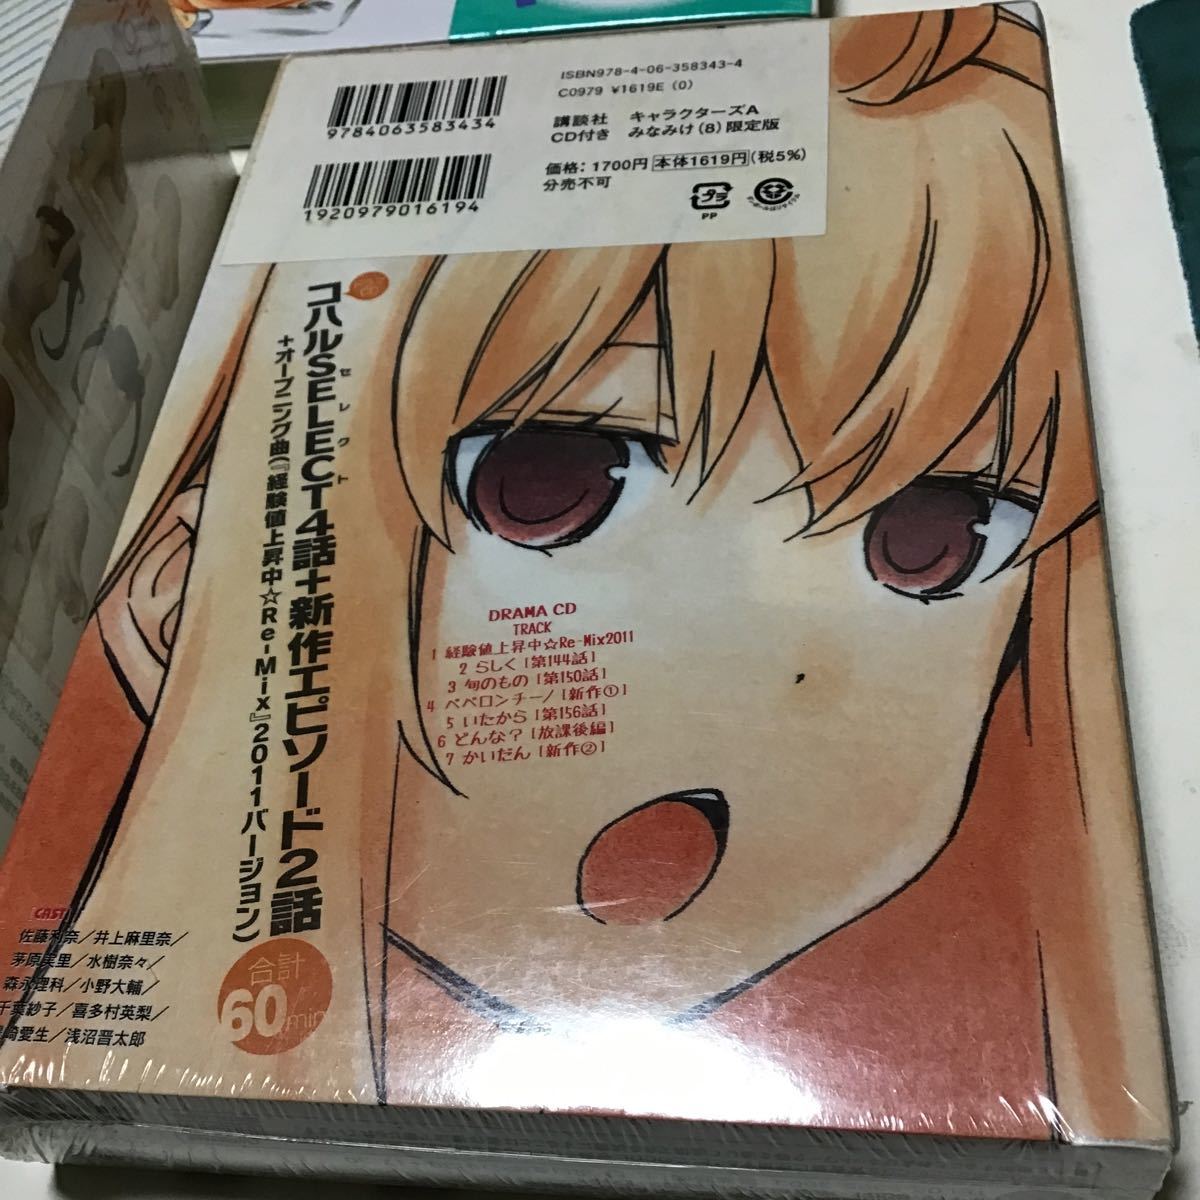 ISBN978-4-06-358343-4
C0979 ¥1619E (0)
9784063583434
講談社 キャラクターズA
CD付き みなみけ(8)限定版
1920979016194
価格：1700円 本体1619円(税5%)
分売不可
プラ
PP
コハルSELECT4話+新作エピソード2話
セレクト
+オープニング曲(『経験値上昇中☆Re-Mix』2011バージョン)
合計
60min
DRAMA CD
TRACK
1 経験値上昇中☆Re-Mix2011
2 らしく [第144話]
3 旬のもの [第150話]
4 ペペロンチーノ [新作①]
5 いたから [第156話]
6 どんな? [放課後編]
7 かいだん [新作②]
CAST
佐藤利奈/井上麻里奈/
茅原実里/水樹奈々/
森永理科/小野大輔/
千葉紗子/喜多村英梨/
崎愛生/浅沼晋太郎